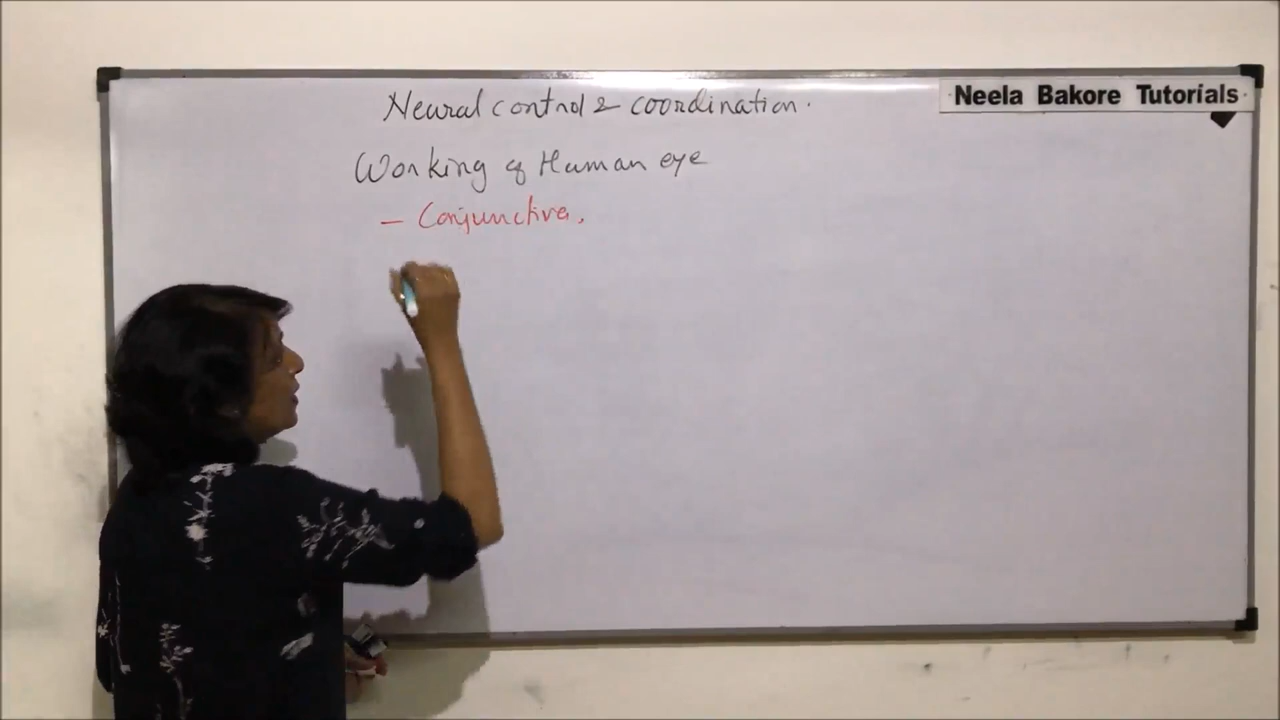 Neela Bakore Tutorials
Neural control & coordination.
Working of Human eye
– Conjunctiva.